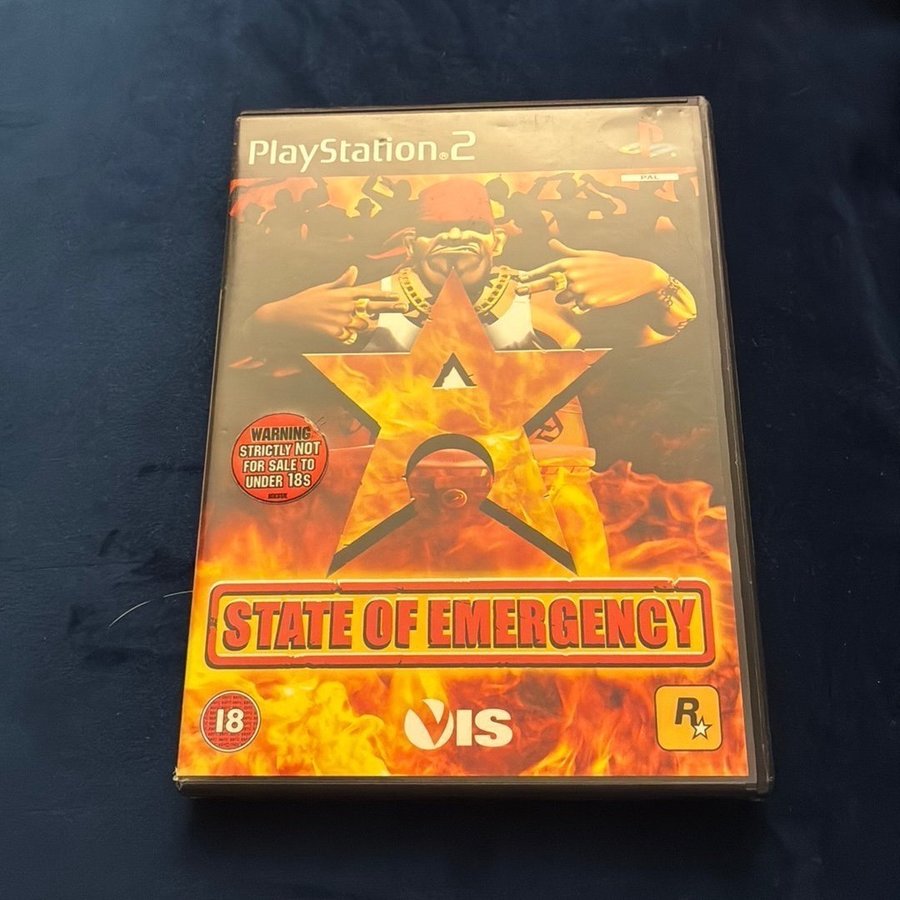 PlayStation®2
PAL
WARNING
STRICTLY NOT
FOR SALE TO
UNDER 18S
STATE OF EMERGENCY
18
VIS
R★